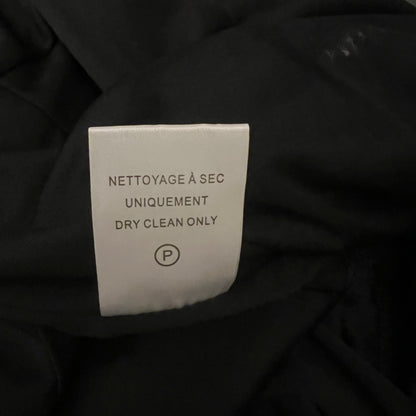 NETTOYAGE À SEC
UNIQUEMENT
DRY CLEAN ONLY
P